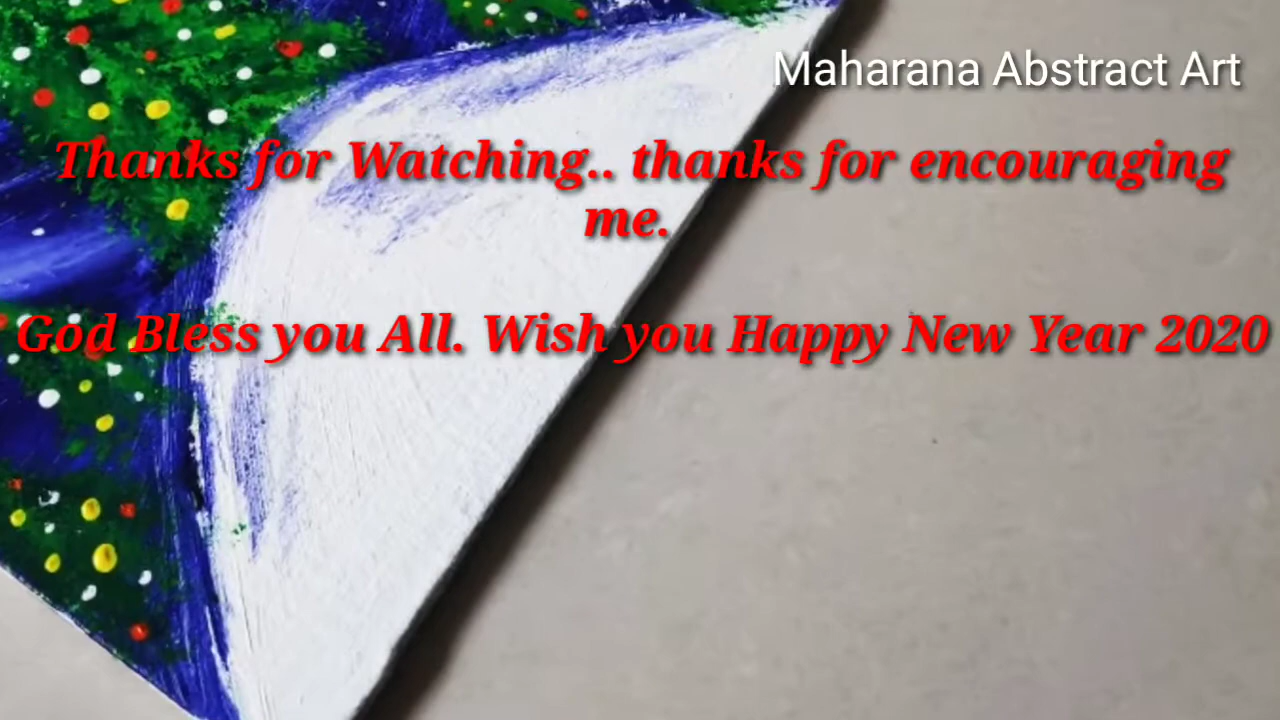 Maharana Abstract Art
Thanks for Watching.. thanks for encouraging
me.
God Bless you All. Wish you Happy New Year 2020